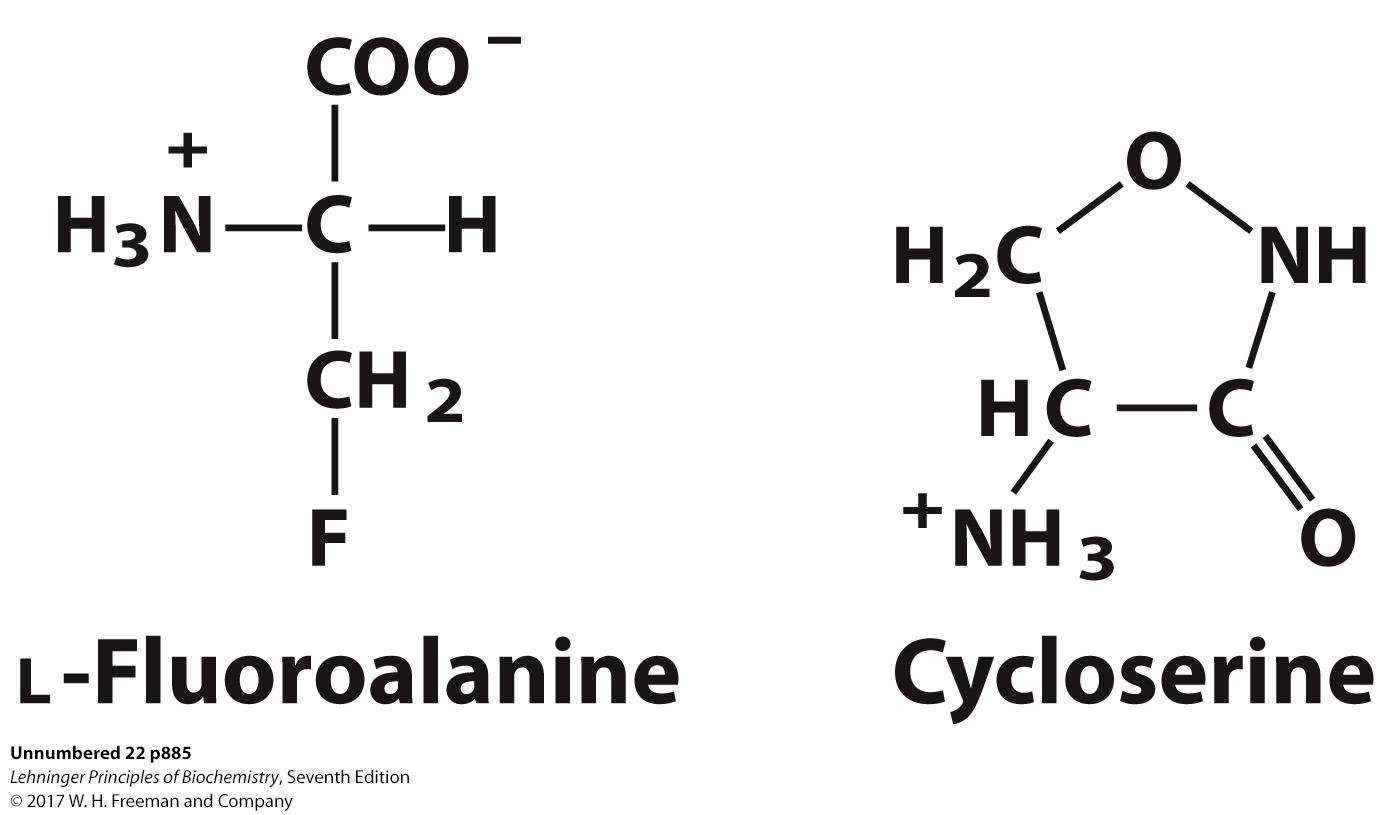 COO⁻
+
H₃N C H
CH₂
F
L-Fluoroalanine
O
H₂C NH
HC C
⁺NH₃ O
Cycloserine
Unnumbered 22 p885
Lehninger Principles of Biochemistry, Seventh Edition
© 2017 W. H. Freeman and Company